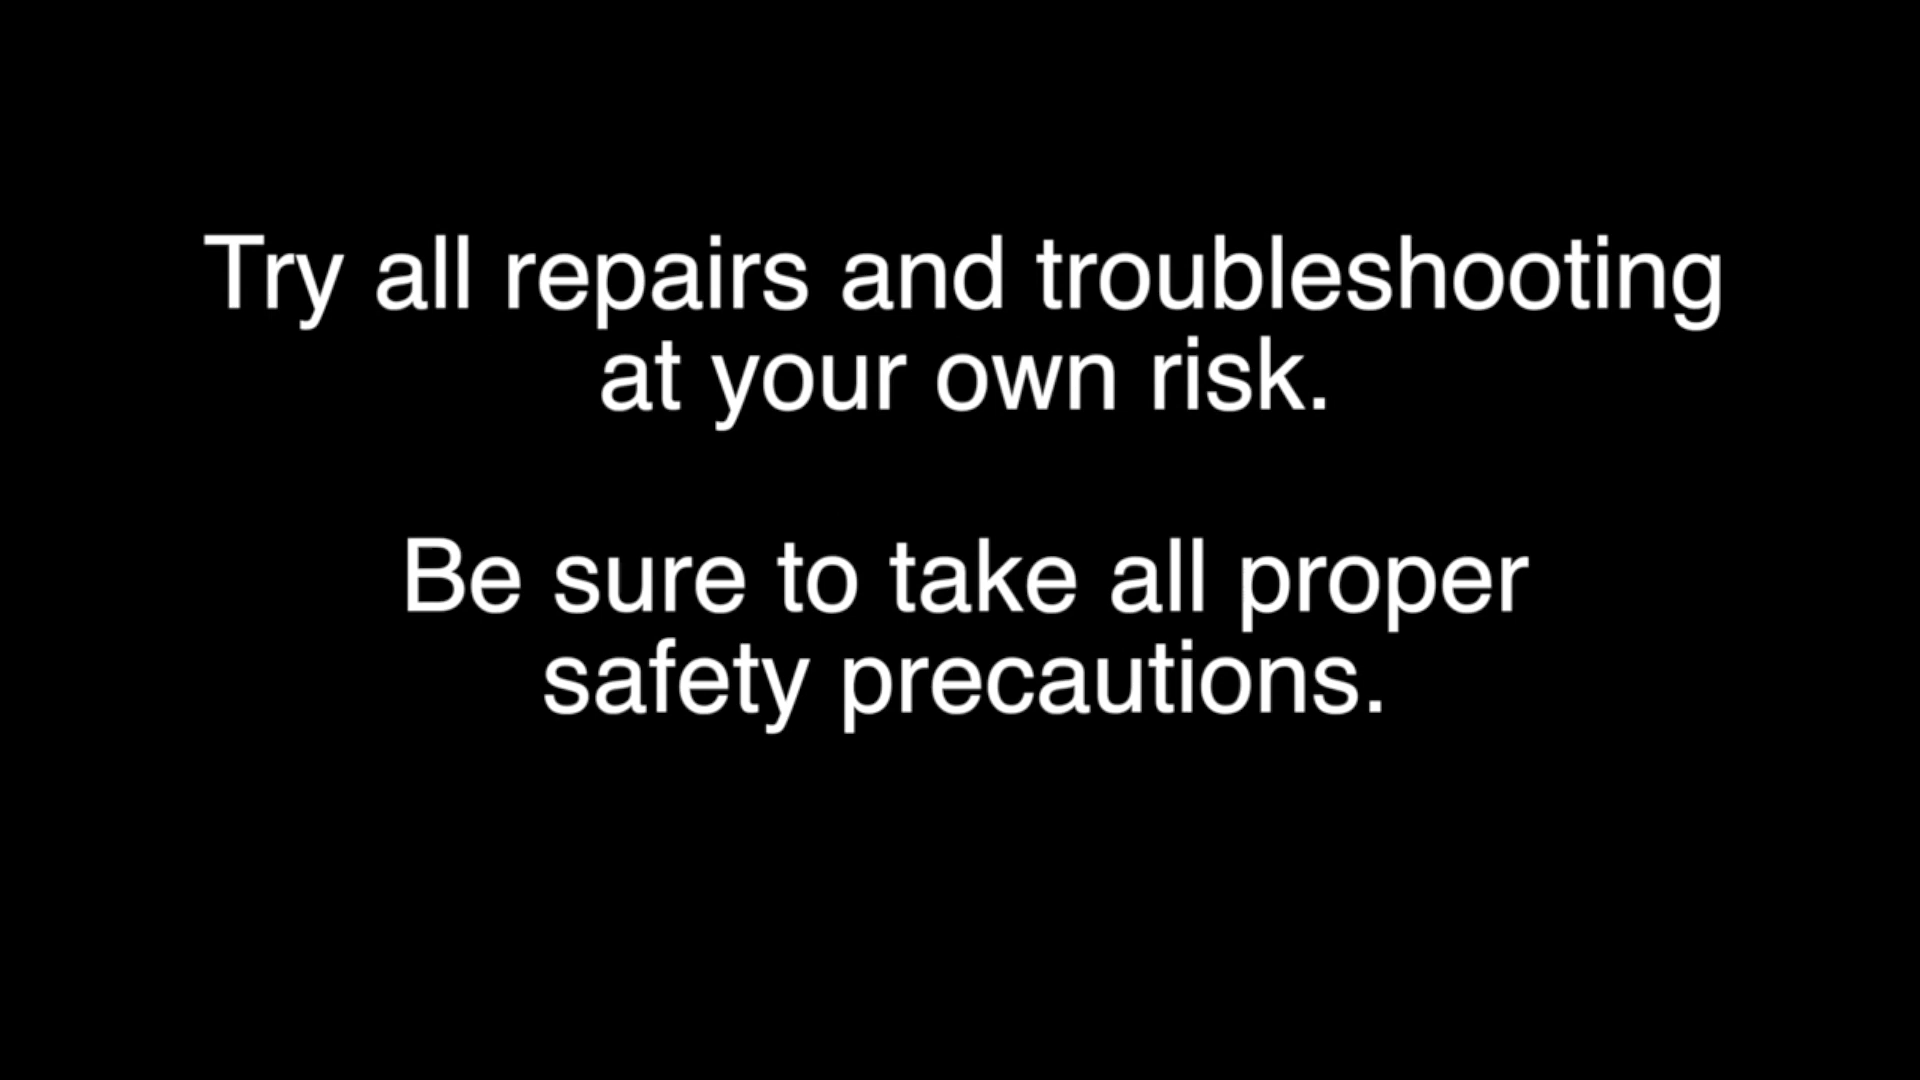 Try all repairs and troubleshooting
at your own risk.
Be sure to take all proper
safety precautions.